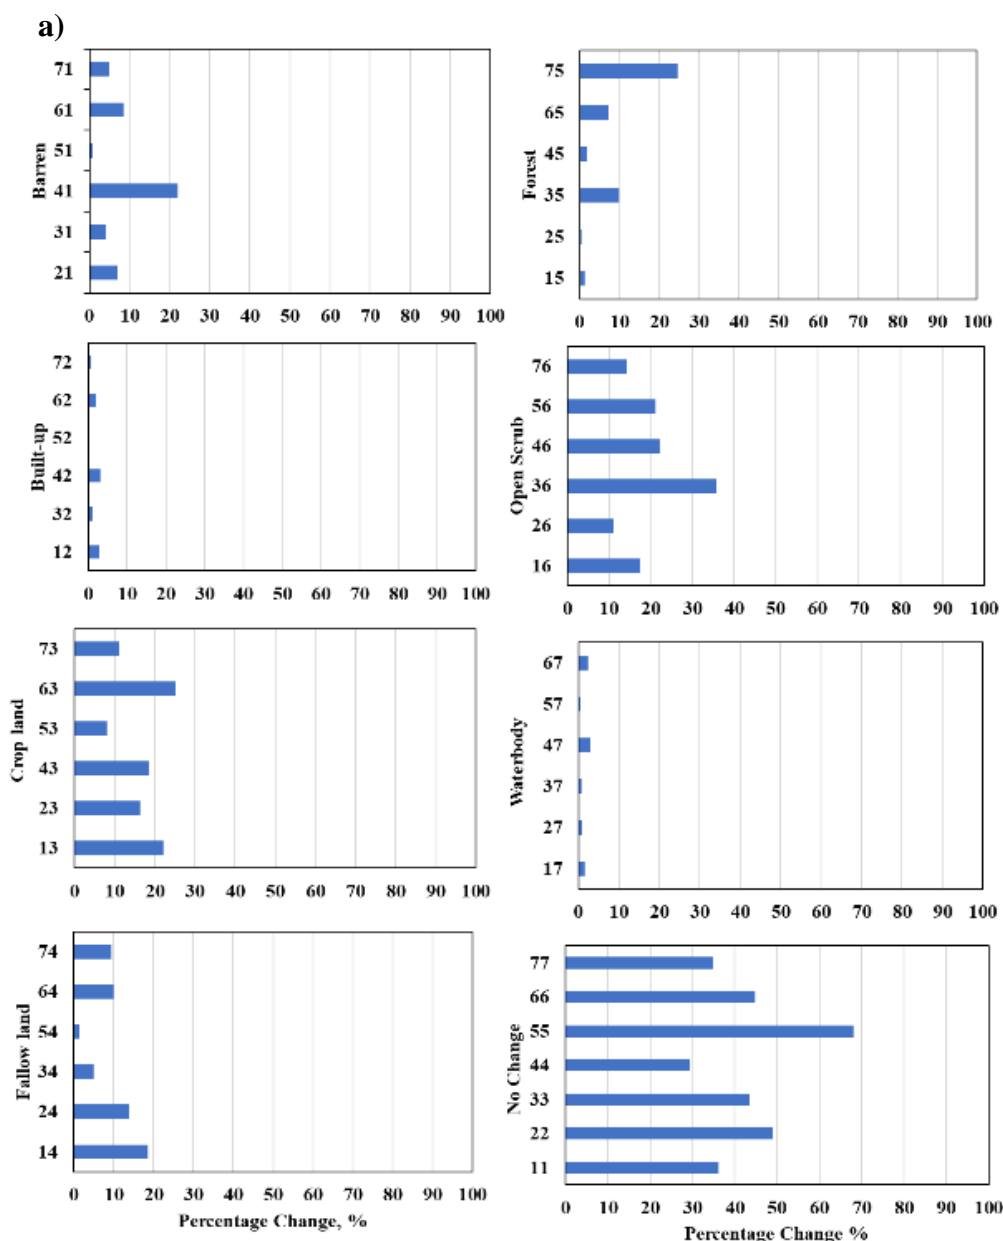 a)
Barren
71
61
51
41
31
21
0 10 20 30 40 50 60 70 80 90 100
Forest
75
65
45
35
25
15
0 10 20 30 40 50 60 70 80 90 100
Built-up
72
62
52
42
32
12
0 10 20 30 40 50 60 70 80 90 100
Open Scrub
76
56
46
36
26
16
0 10 20 30 40 50 60 70 80 90 100
Crop land
73
63
53
43
23
13
0 10 20 30 40 50 60 70 80 90 100
Waterbody
67
57
47
37
27
17
0 10 20 30 40 50 60 70 80 90 100
Fallow land
74
64
54
34
24
14
0 10 20 30 40 50 60 70 80 90 100
Percentage Change, %
No Change
77
66
55
44
33
22
11
0 10 20 30 40 50 60 70 80 90 100
Percentage Change %